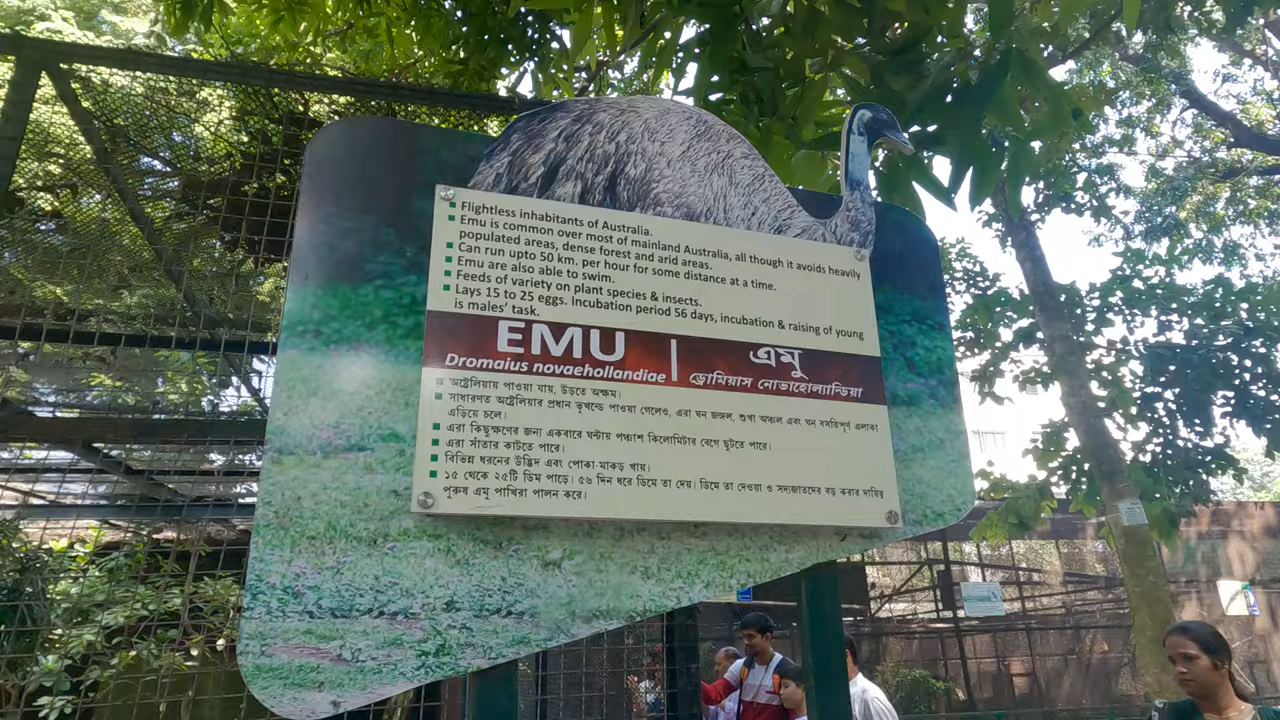 Flightless inhabitants of Australia.
Emu is common over most of mainland Australia, all though it avoids heavily
populated areas, dense forest and arid areas.
Can run upto 50 km. per hour for some distance at a time.
Emu are also able to swim.
Feeds of variety on plant species & insects.
Lays 15 to 25 eggs. Incubation period 56 days, incubation & raising of young
is males' task.
EMU | এমু
Dromaius novaehollandiae ড্রোমিয়াস নোভাহোল্যান্ডিয়া
অষ্ট্রেলিয়ায় পাওয়া যায়, উড়তে অক্ষম।
সাধারণত অষ্ট্রেলিয়ার প্রধান ভূখন্ডে পাওয়া গেলেও, এরা ঘন জঙ্গল, শুখা অঞ্চল এবং ঘন বসতিপূর্ণ এলাকা
এড়িয়ে চলে।
এরা কিছুক্ষণের জন্য একবারে ঘন্টায় পঞ্চাশ কিলোমিটার বেগে ছুটতে পারে।
এরা সাঁতার কাটতে পারে।
বিভিন্ন ধরনের উদ্ভিদ এবং পোকা-মাকড় খায়।
১৫ থেকে ২৫টি ডিম পাড়ে। ৫৬ দিন ধরে ডিমে তা দেয়। ডিমে তা দেওয়া ও সদ্যজাতদের বড় করার দায়িত্ব
পুরুষ এমু পাখিরা পালন করে।